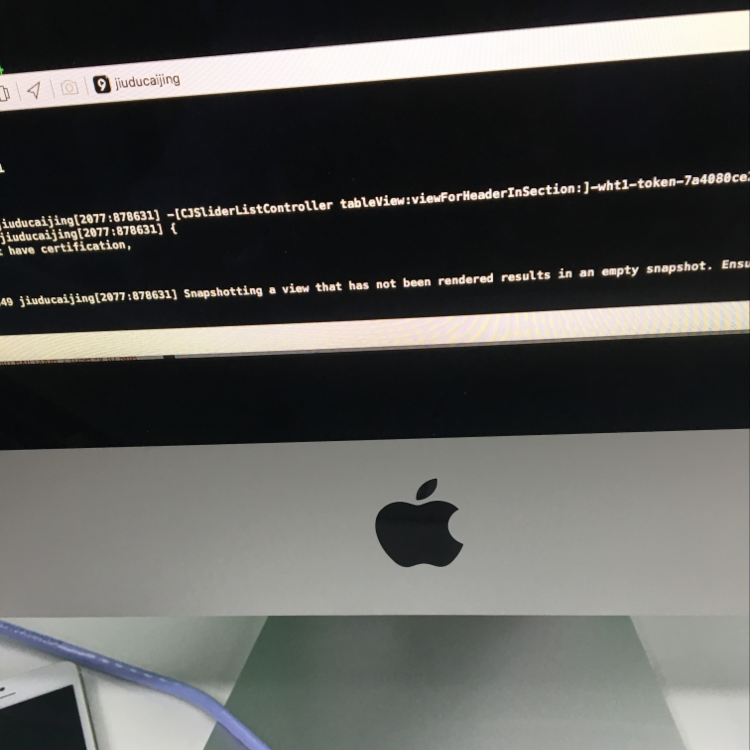 jiuducaijing
jiuducaijing[2077:878631] -[CJSliderListController tableView:viewForHeaderInSection:]-wht1-token-7a4080ce
jiuducaijing[2077:878631] {
have certification,
49 jiuducaijing[2077:878631] Snapshotting a view that has not been rendered results in an empty snapshot. Ensu